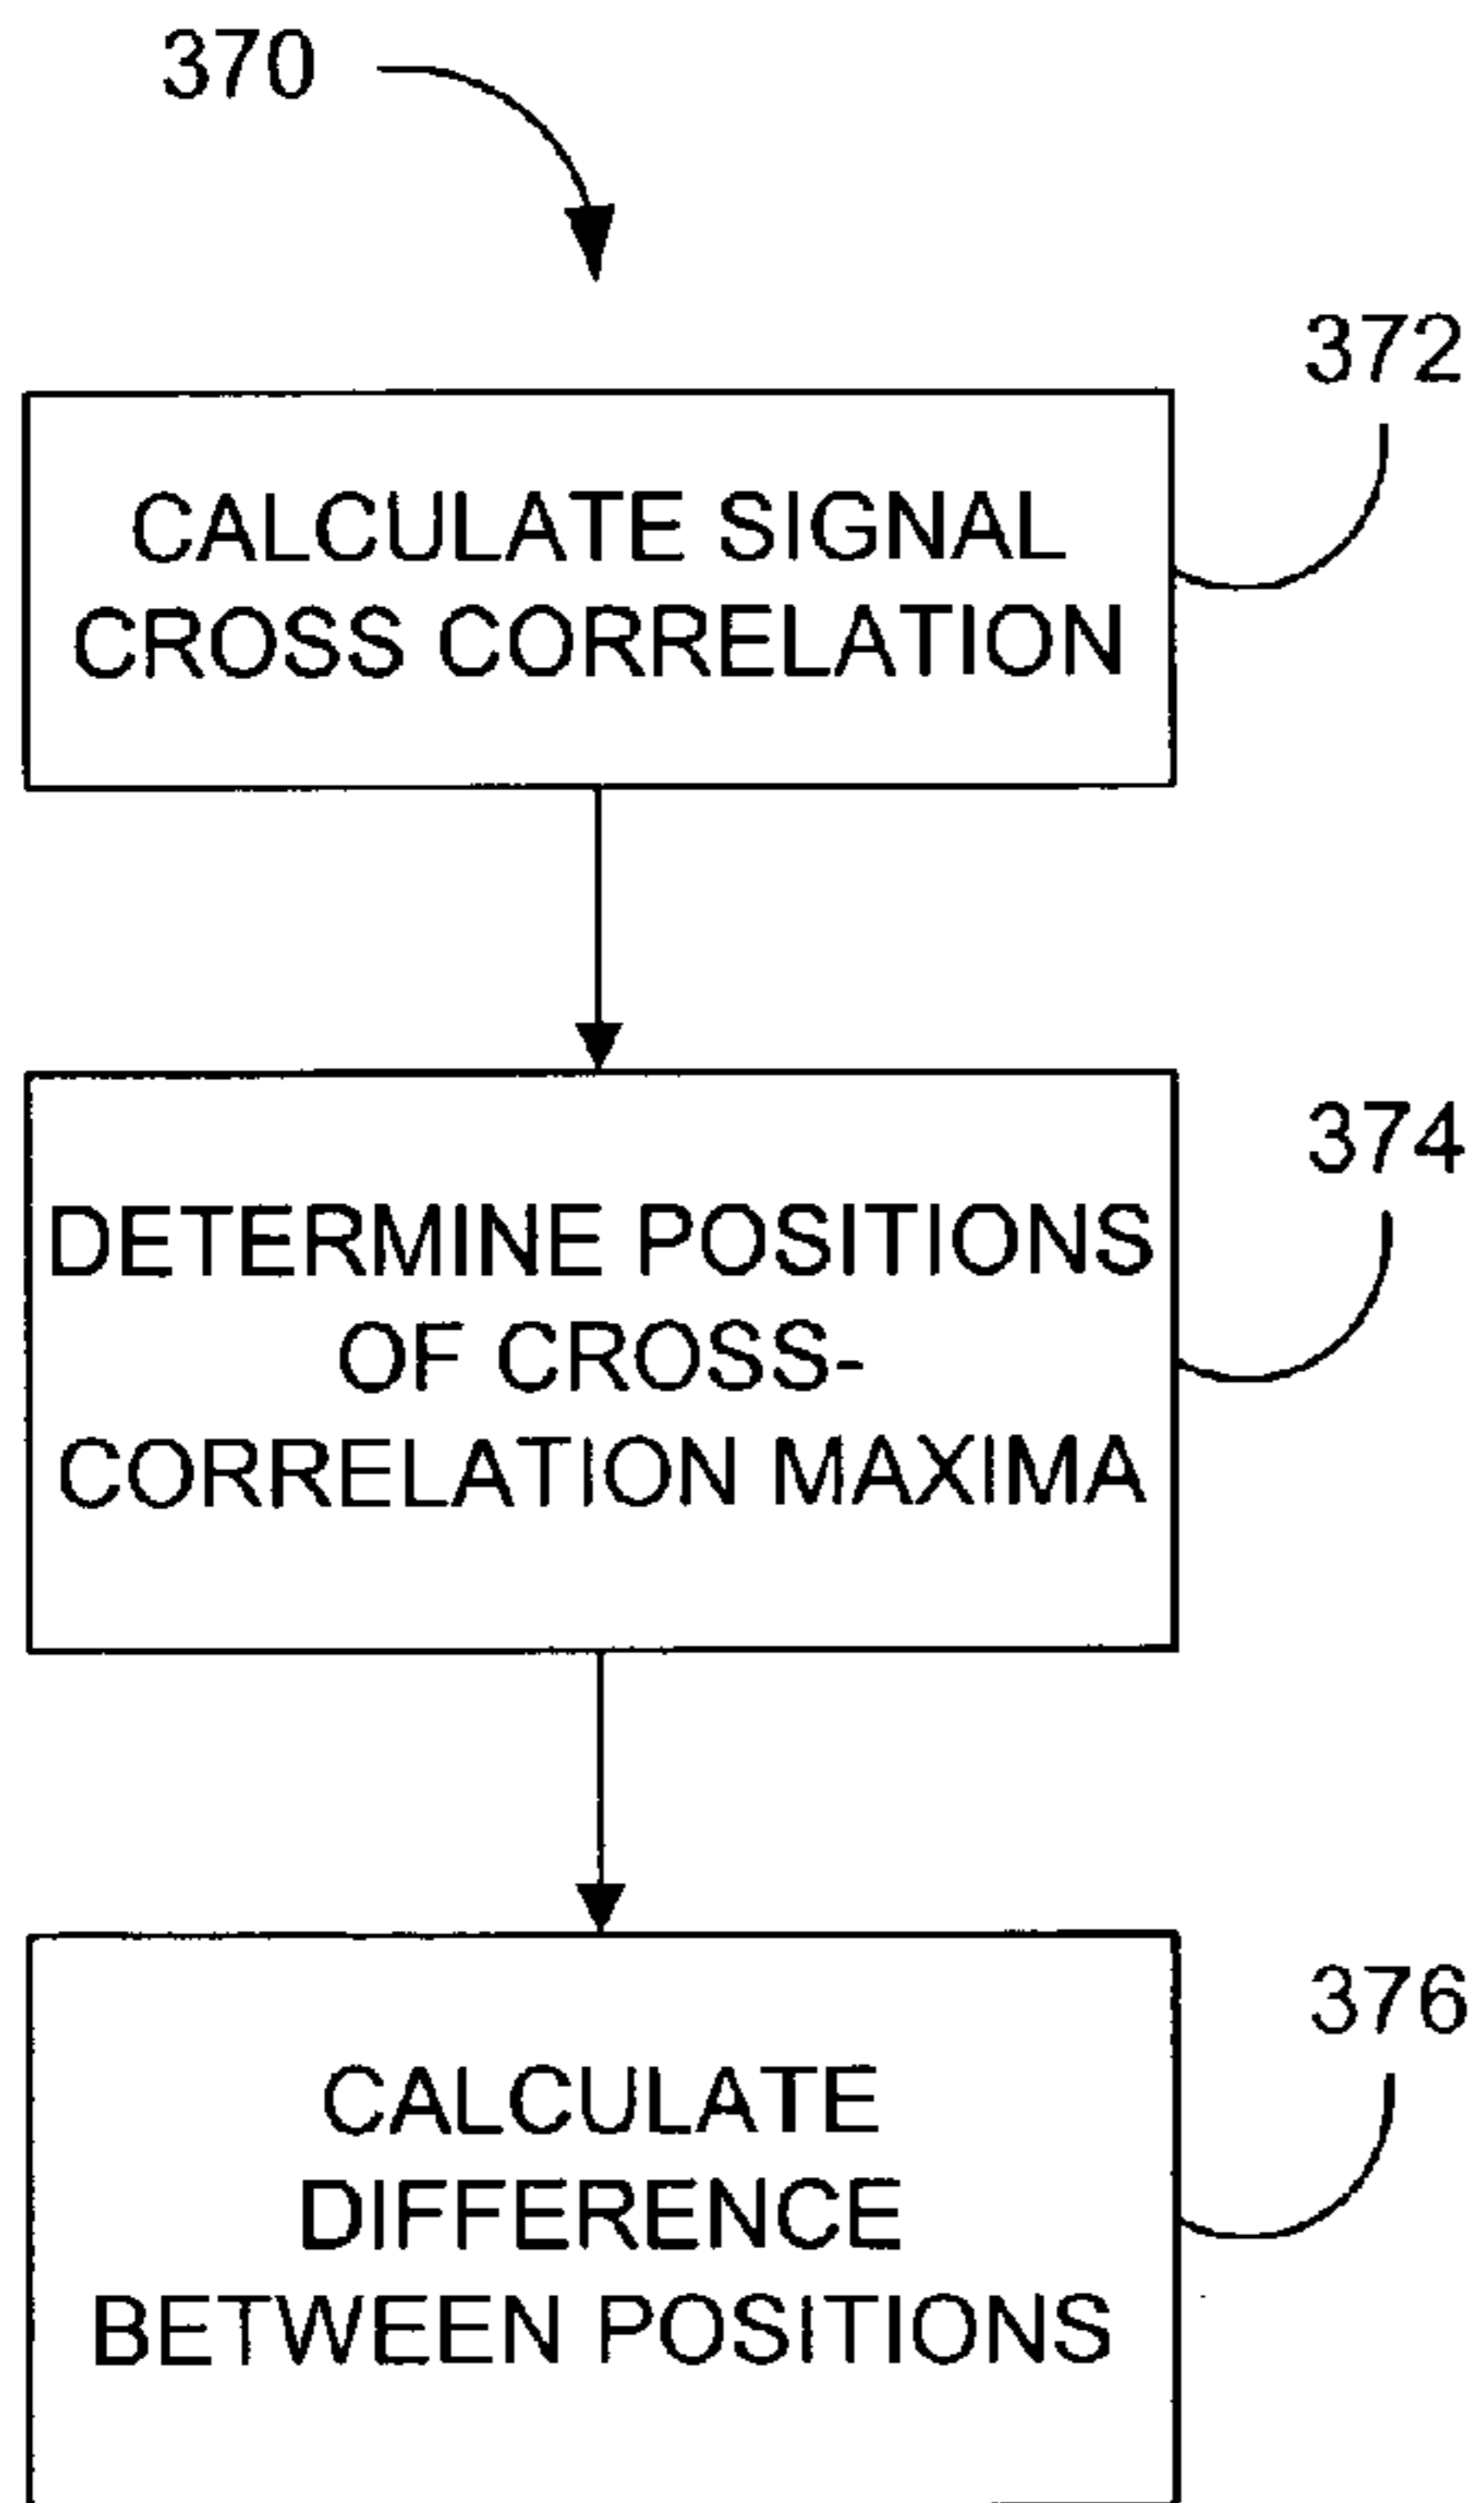 370
372
CALCULATE SIGNAL
CROSS CORRELATION
374
DETERMINE POSITIONS
OF CROSS-
CORRELATION MAXIMA
376
CALCULATE
DIFFERENCE
BETWEEN POSITIONS